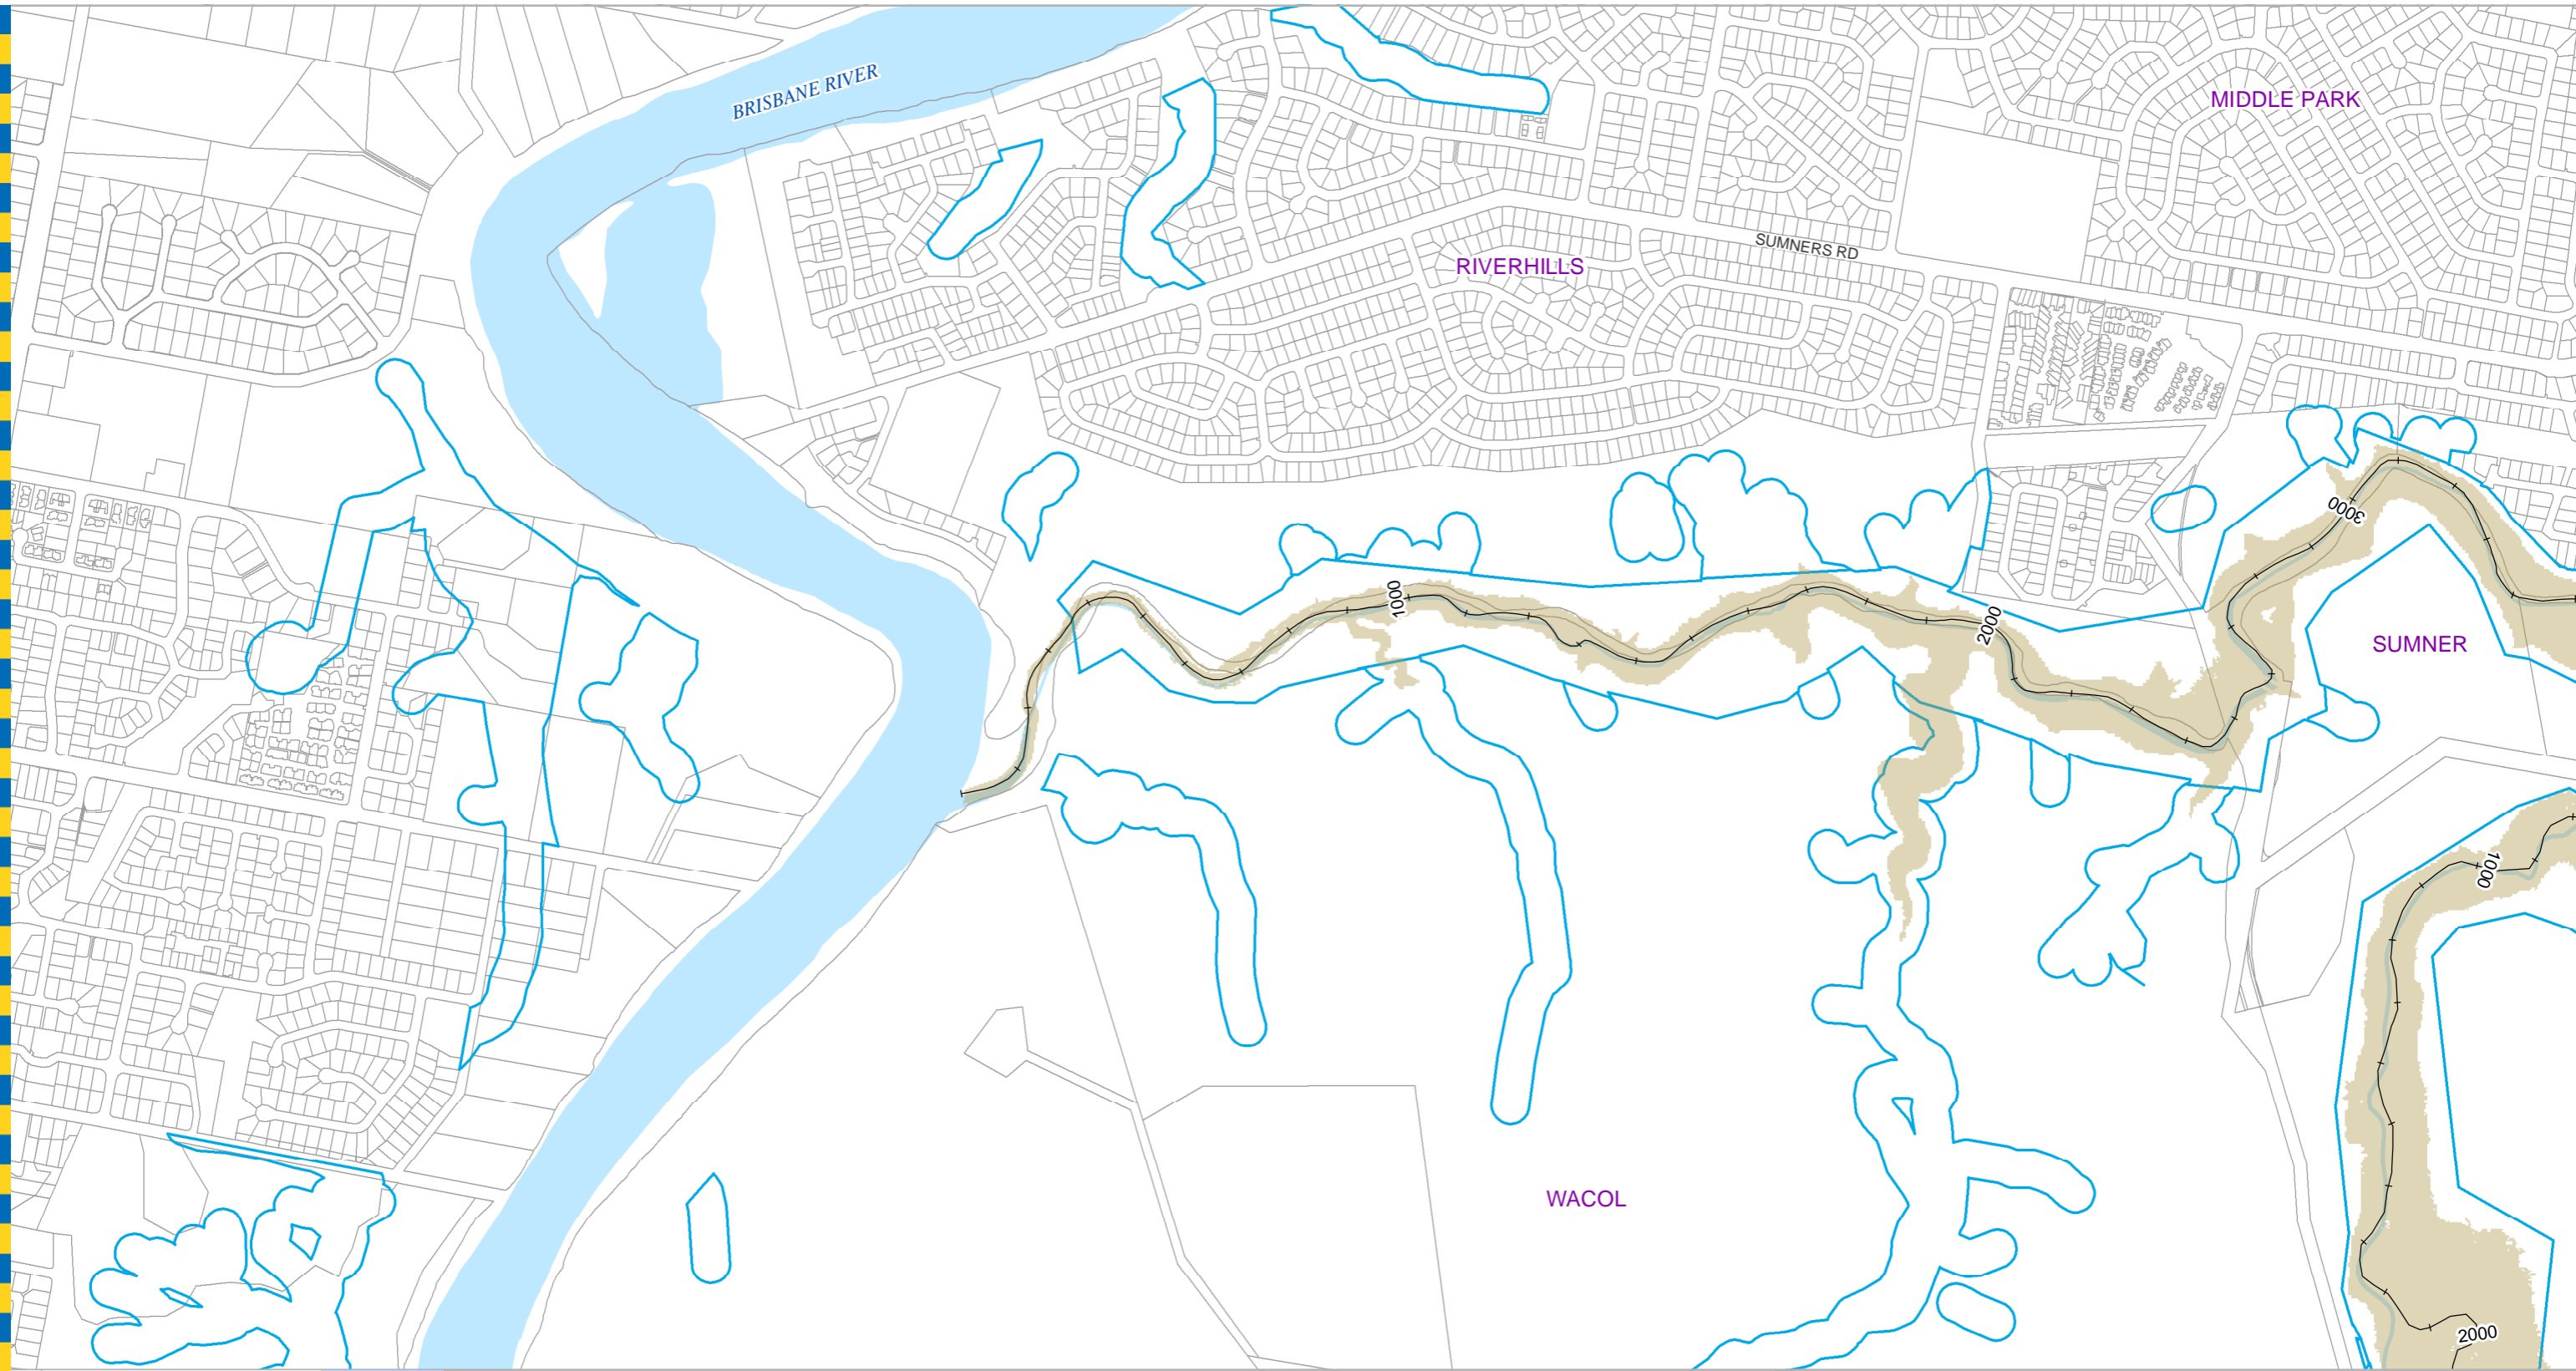 BRISBANE RIVER
MIDDLE PARK
SUMNERS RD
RIVERHILLS
3000
1000
2000
SUMNER
1000
WACOL
2000